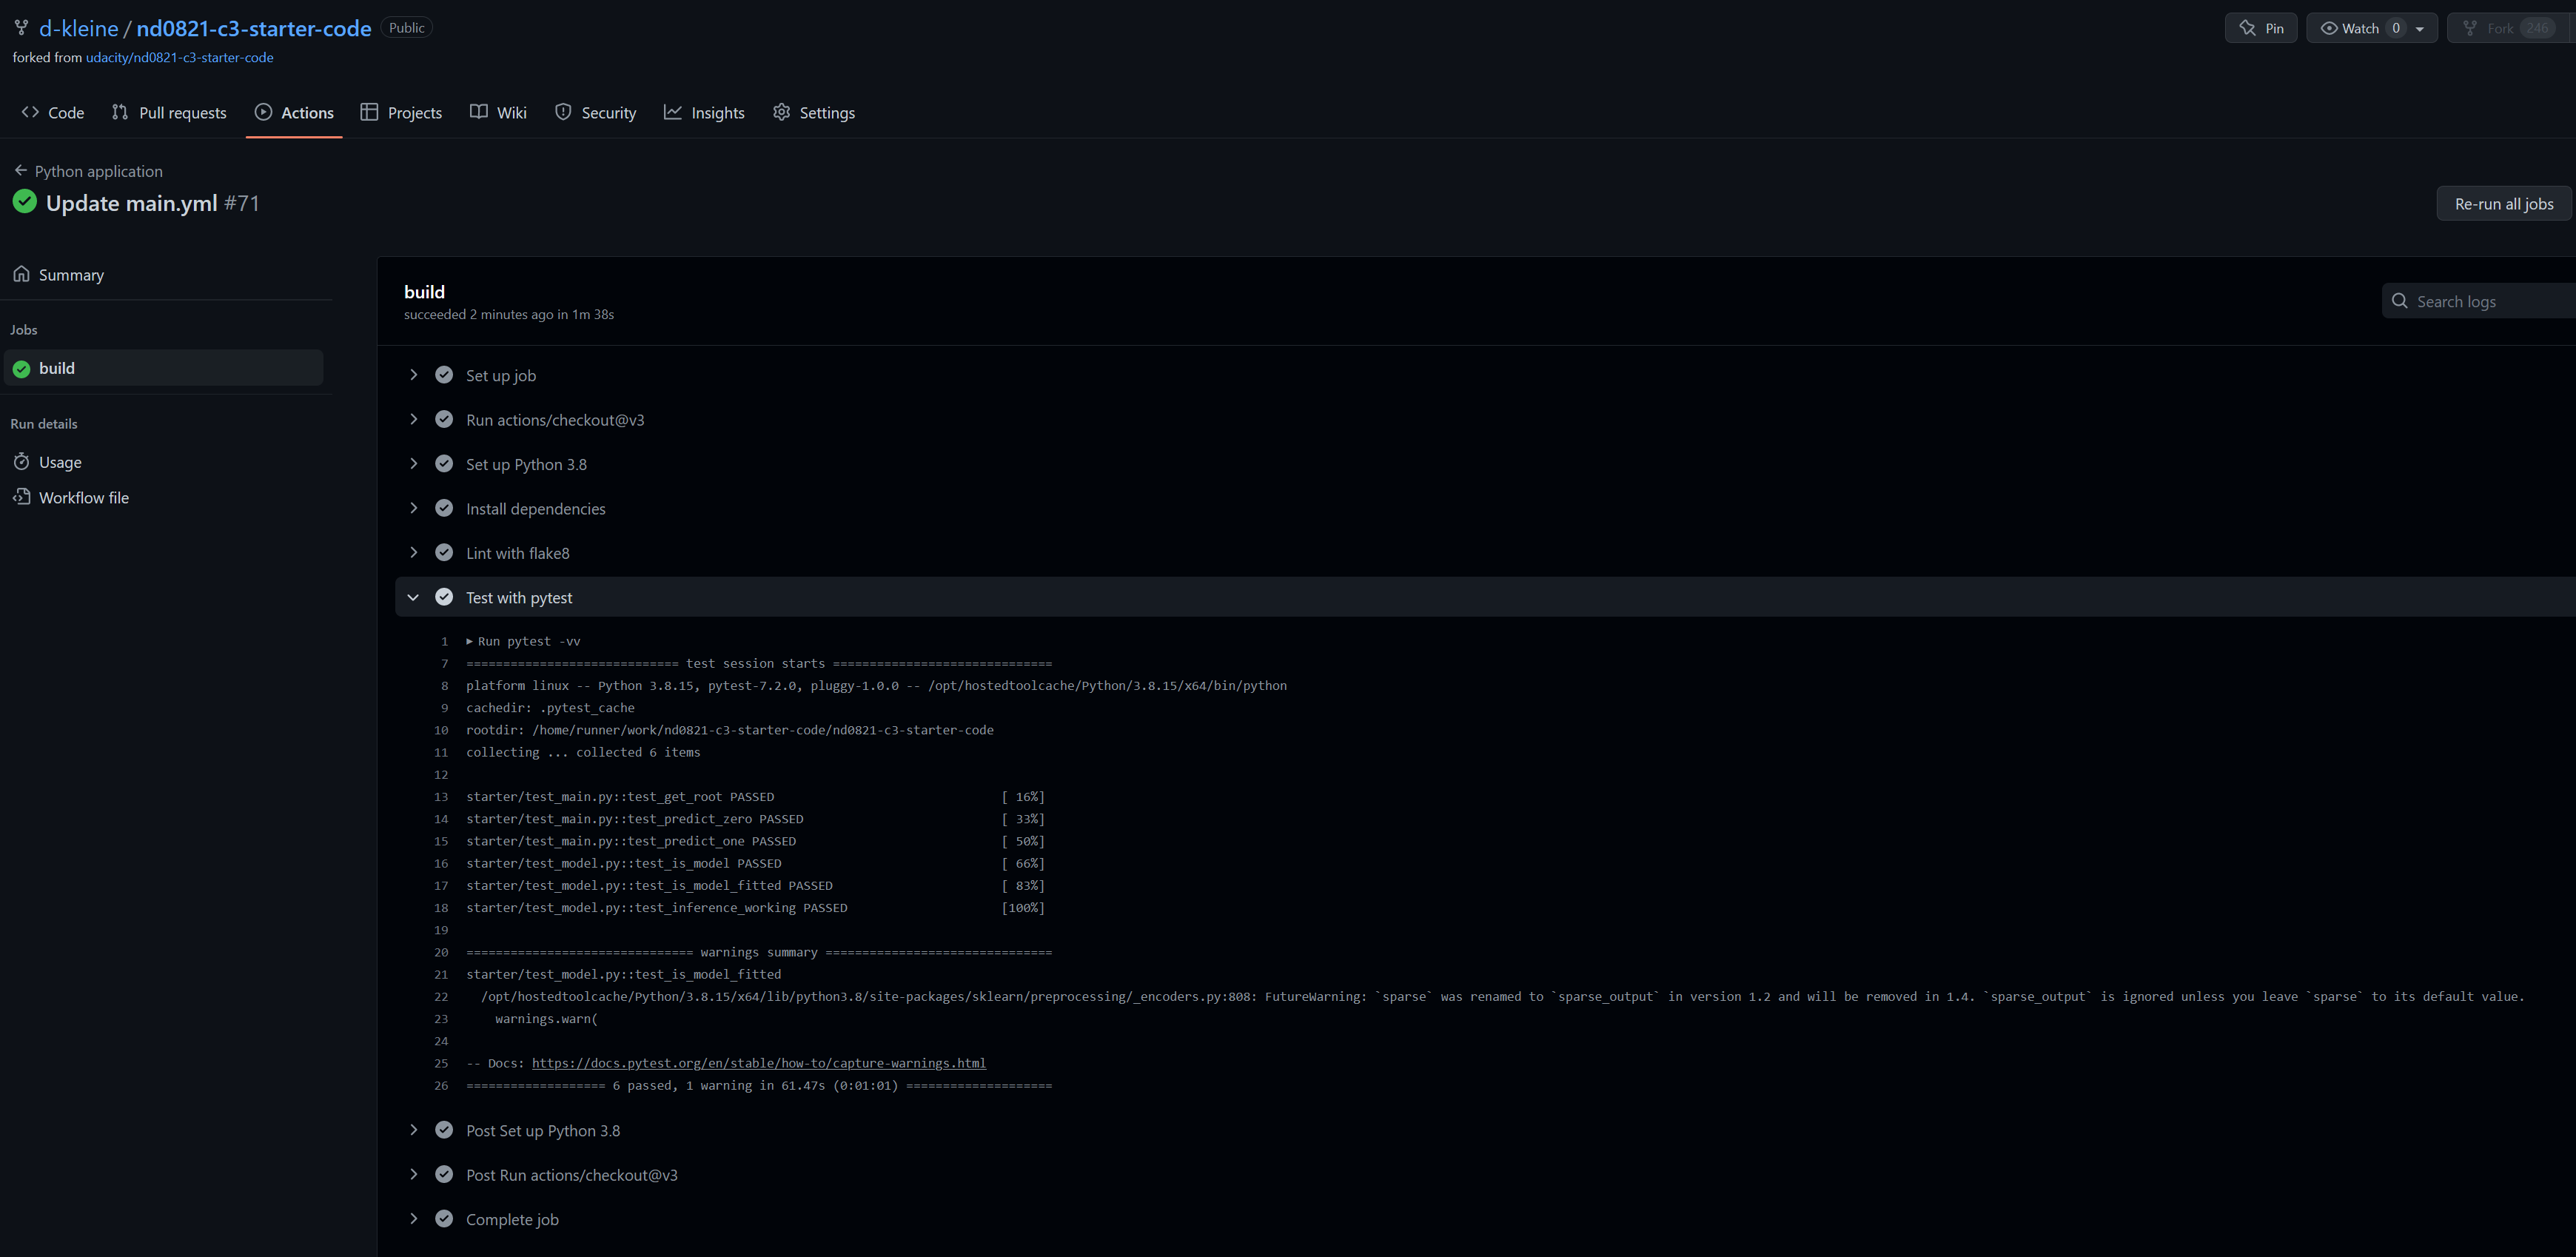 d-kleine / nd0821-c3-starter-code Public
Pin
Watch 0
Fork 246
forked from udacity/nd0821-c3-starter-code
Code
Pull requests
Actions
Projects
Wiki
Security
Insights
Settings
Python application
Update main.yml #71
Re-run all jobs
Summary
Jobs
build
Run details
Usage
Workflow file
build
succeeded 2 minutes ago in 1m 38s
Search logs
Set up job
Run actions/checkout@v3
Set up Python 3.8
Install dependencies
Lint with flake8
Test with pytest
1 Run pytest -vv
7 ============================= test session starts ==============================
8 platform linux -- Python 3.8.15, pytest-7.2.0, pluggy-1.0.0 -- /opt/hostedtoolcache/Python/3.8.15/x64/bin/python
9 cachedir: .pytest_cache
10 rootdir: /home/runner/work/nd0821-c3-starter-code/nd0821-c3-starter-code
11 collecting ... collected 6 items
12
13 starter/test_main.py::test_get_root PASSED [ 16%]
14 starter/test_main.py::test_predict_zero PASSED [ 33%]
15 starter/test_main.py::test_predict_one PASSED [ 50%]
16 starter/test_model.py::test_is_model PASSED [ 66%]
17 starter/test_model.py::test_is_model_fitted PASSED [ 83%]
18 starter/test_model.py::test_inference_working PASSED [100%]
19
20 =============================== warnings summary ===============================
21 starter/test_model.py::test_is_model_fitted
22 /opt/hostedtoolcache/Python/3.8.15/x64/lib/python3.8/site-packages/sklearn/preprocessing/_encoders.py:808: FutureWarning: `sparse` was renamed to `sparse_output` in version 1.2 and will be removed in 1.4. `sparse_output` is ignored unless you leave `sparse` to its default value.
23 warnings.warn(
24
25 -- Docs: https://docs.pytest.org/en/stable/how-to/capture-warnings.html
26 =================== 6 passed, 1 warning in 61.47s (0:01:01) ====================
Post Set up Python 3.8
Post Run actions/checkout@v3
Complete job